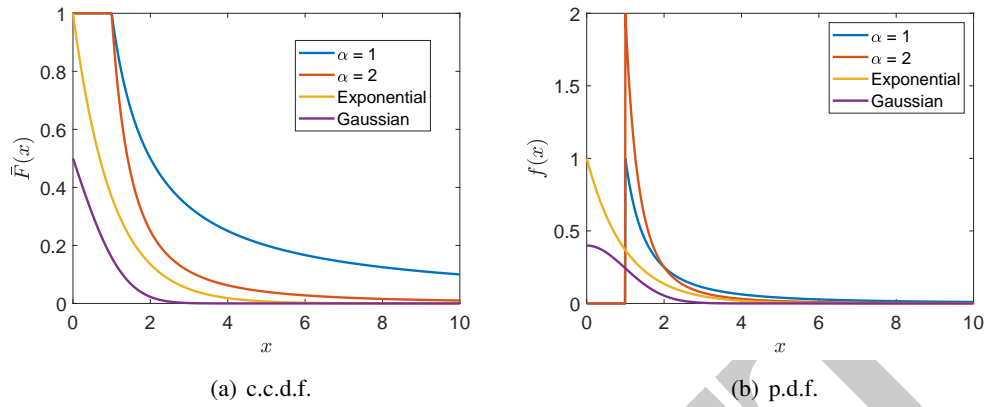 1
0.8
0.6
0.4
0.2
0
F̄(x)
0 2 4 6 8 10
x
α = 1
α = 2
Exponential
Gaussian
(a) c.c.d.f.
2
1.5
1
0.5
0
f(x)
0 2 4 6 8 10
x
α = 1
α = 2
Exponential
Gaussian
(b) p.d.f.